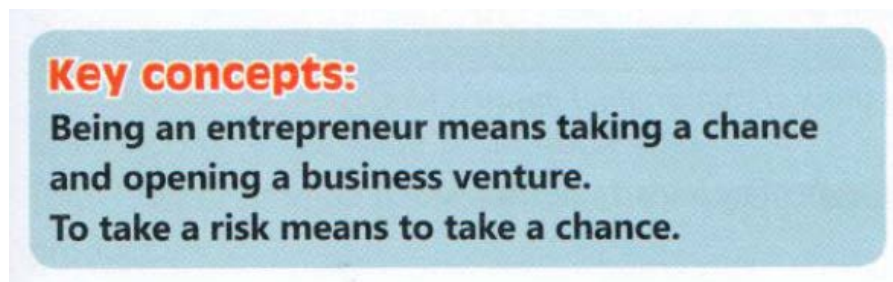 Key concepts:
Being an entrepreneur means taking a chance
and opening a business venture.
To take a risk means to take a chance.